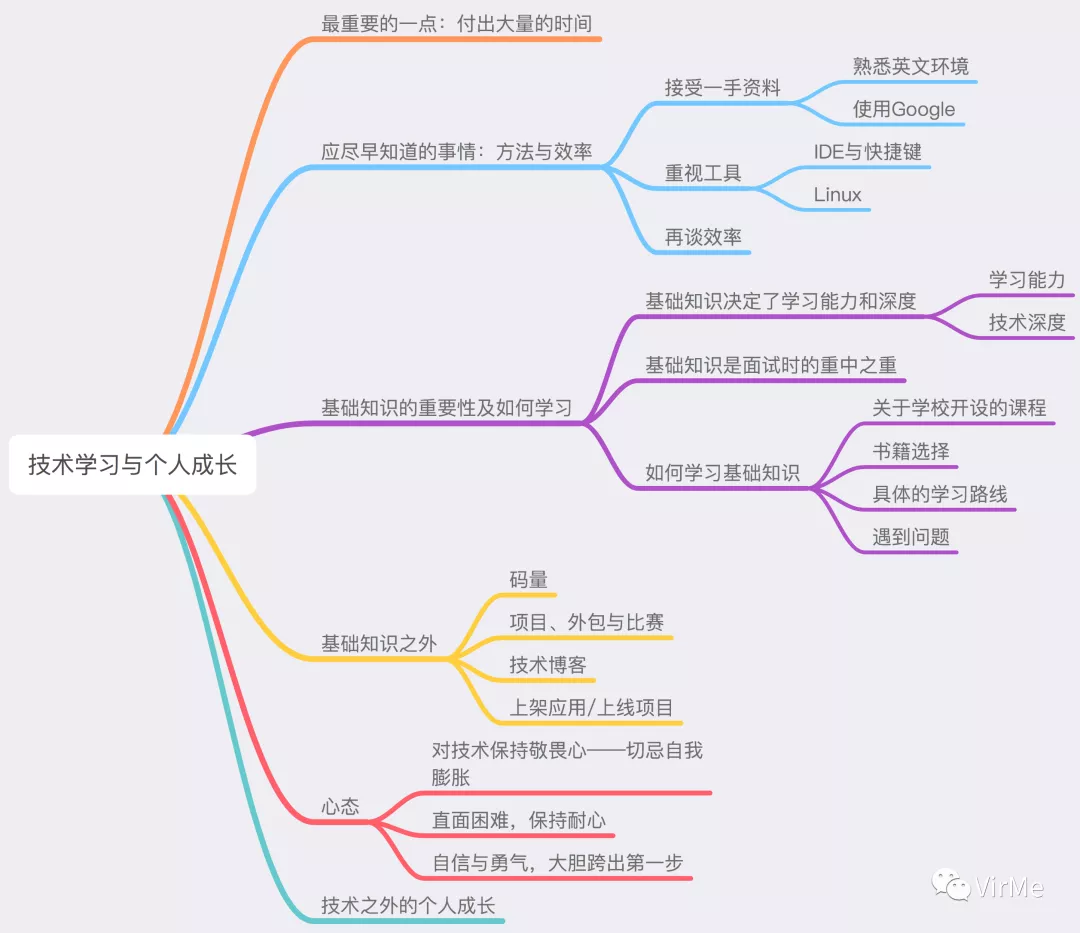 最重要的一点：付出大量的时间
应尽早知道的事情：方法与效率
接受一手资料
熟悉英文环境
使用Google
重视工具
IDE与快捷键
Linux
再谈效率
技术学习与个人成长
基础知识的重要性及如何学习
基础知识决定了学习能力和深度
学习能力
技术深度
基础知识是面试时的重中之重
如何学习基础知识
关于学校开设的课程
书籍选择
具体的学习路线
遇到问题
基础知识之外
码量
项目、外包与比赛
技术博客
上架应用/上线项目
心态
对技术保持敬畏心——切忌自我
膨胀
直面困难，保持耐心
自信与勇气，大胆跨出第一步
技术之外的个人成长
VirMe